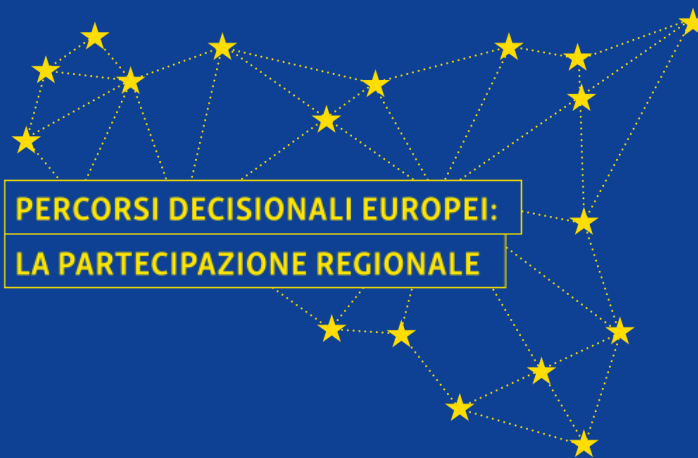 PERCORSI DECISIONALI EUROPEI:
LA PARTECIPAZIONE REGIONALE